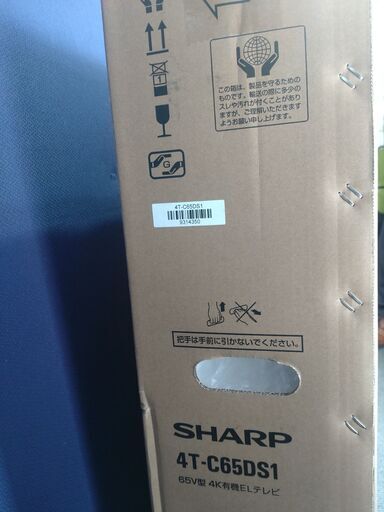 この箱は、製品を守るための
ものです。輸送の際に多少の
スレや汚れが付くことがあり
ますが、ご理解いただけます
ようお願い申し上げます。
1
G
4T-C65DS1
9314350
把手は手前に引かないでください。
SHARP
4T-C65DS1
65V型 4K有機ELテレビ